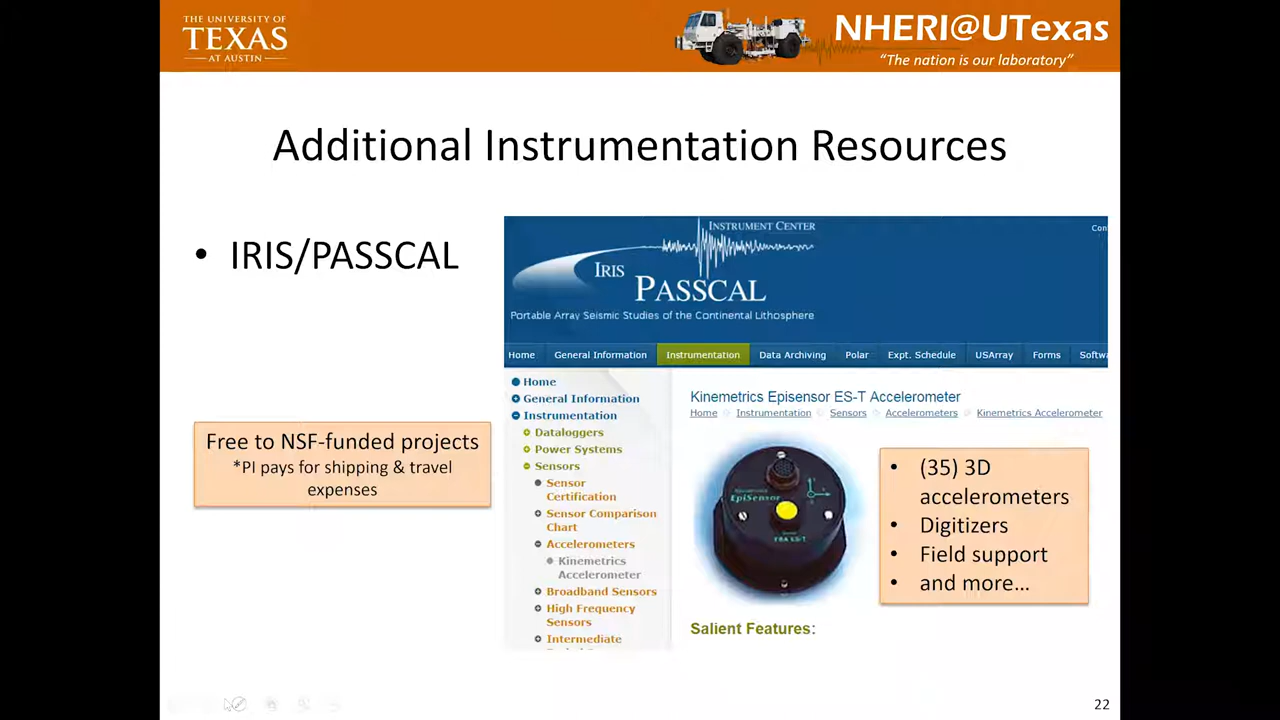 THE UNIVERSITY OF
TEXAS
AT AUSTIN
NHERI@UTexas
“The nation is our laboratory”
Additional Instrumentation Resources
• IRIS/PASSCAL
Free to NSF-funded projects
*PI pays for shipping & travel
expenses
INSTRUMENT CENTER
IRIS
PASSCAL
Portable Array Seismic Studies of the Continental Lithosphere
Con
Home General Information Instrumentation Data Archiving Polar Expt. Schedule USArray Forms Softwa
Home
General Information
Instrumentation
Dataloggers
Power Systems
Sensors
Sensor
Certification
Sensor Comparison
Chart
Accelerometers
Kinemetrics
Accelerometer
Broadband Sensors
High Frequency
Sensors
Intermediate
Kinemetrics Episensor ES-T Accelerometer
Home Instrumentation Sensors Accelerometers Kinemetrics Accelerometer
EpiSensor
Salient Features:
• (35) 3D
accelerometers
• Digitizers
• Field support
• and more…
22